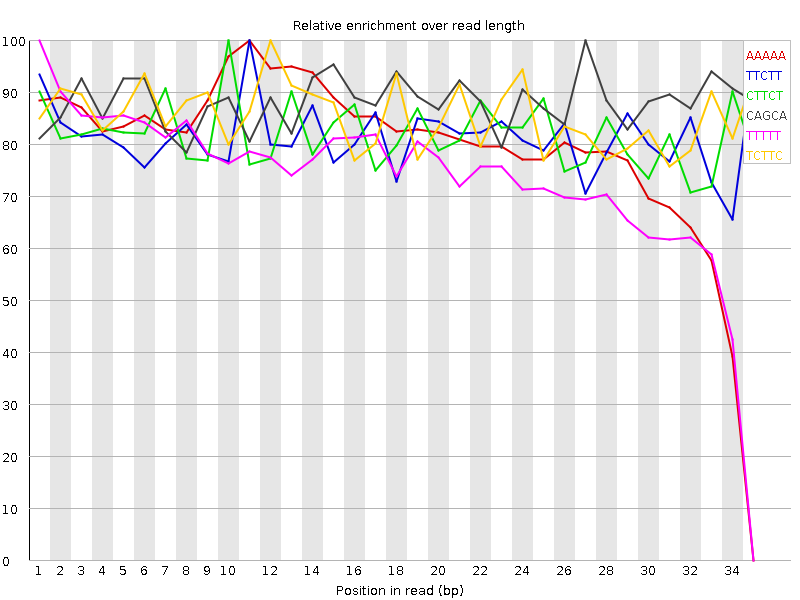 Relative enrichment over read length
100
90
80
70
60
50
40
30
20
10
0
AAAAA
TTCTT
CTTCT
CAGCA
TTTTT
TCTTC
1 2 3 4 5 6 7 8 9 10 12 14 16 18 20 22 24 26 28 30 32 34
Position in read (bp)